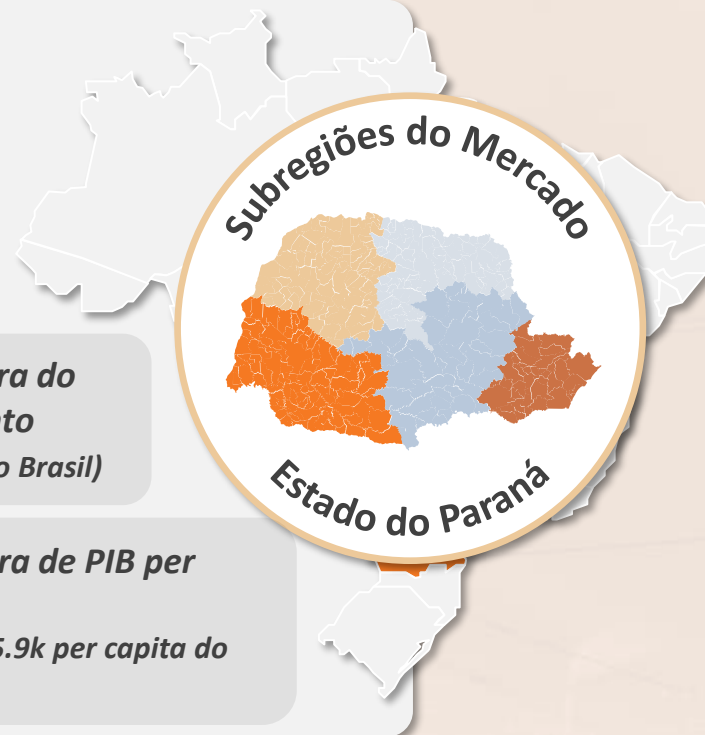 Subregiões do Mercado
Estado do Paraná
ra do
to
o Brasil)
ra de PIB per
5.9k per capita do